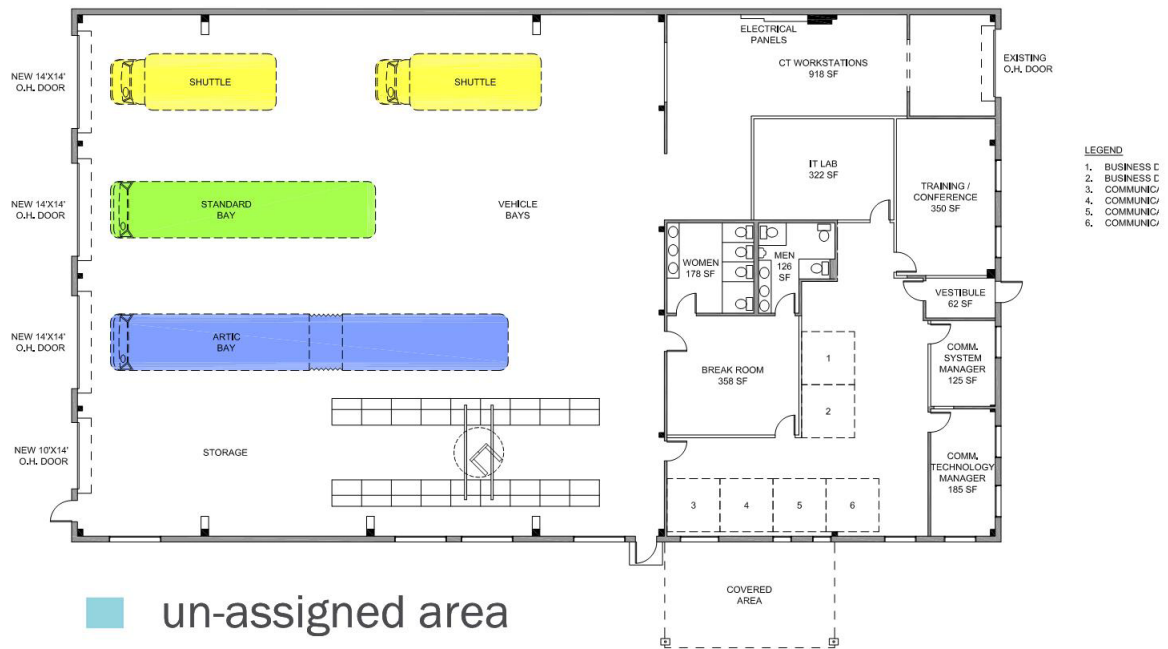 ELECTRICAL
PANELS
NEW 14'X14'
O.H. DOOR
SHUTTLE
SHUTTLE
CT WORKSTATIONS
918 SF
EXISTING
O.H. DOOR
IT LAB
322 SF
TRAINING /
CONFERENCE
350 SF
LEGEND
1. BUSINESS
2. BUSINESS
3.
4.
5.
6.
NEW 14'X14'
O.H. DOOR
STANDARD
BAY
VEHICLE
BAYS
WOMEN
178 SF
MEN
126
SF
VESTIBULE
62 SF
NEW 14'X14'
O.H. DOOR
ARTIC
BAY
BREAK ROOM
358 SF
1
2
COMM.
SYSTEM
MANAGER
125 SF
NEW 10'X14'
O.H. DOOR
STORAGE
COMM.
TECHNOLOGY
MANAGER
185 SF
3
4
5
6
COVERED
AREA
un-assigned area